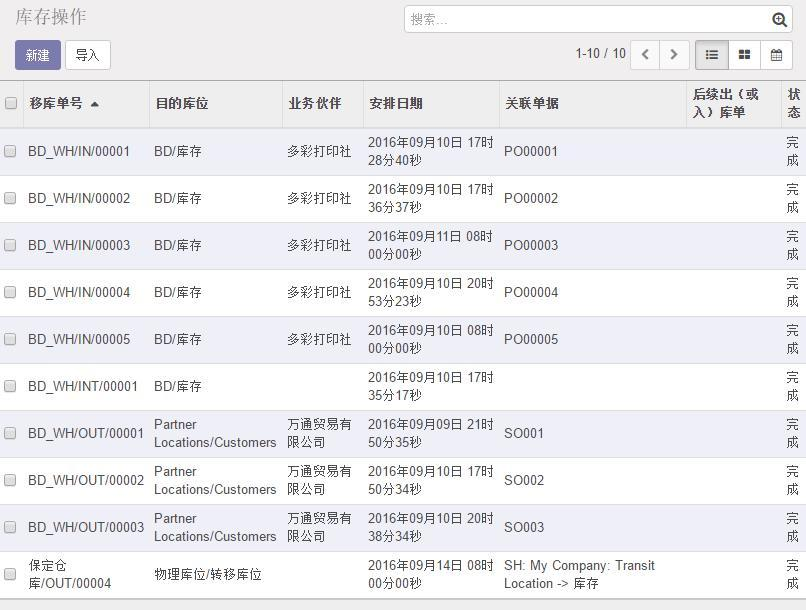 库存操作
搜索...
新建
导入
1-10 / 10
移库单号 目的库位 业务伙伴 安排日期 关联单据 后续出（或 状
入）库单 态
BD_WH/IN/00001 BD/库存 多彩打印社 2016年09月10日 17时 PO00001 完
28分40秒 成
BD_WH/IN/00002 BD/库存 多彩打印社 2016年09月10日 17时 PO00002 完
36分37秒 成
BD_WH/IN/00003 BD/库存 多彩打印社 2016年09月11日 08时 PO00003 完
00分00秒 成
BD_WH/IN/00004 BD/库存 多彩打印社 2016年09月10日 20时 PO00004 完
53分23秒 成
BD_WH/IN/00005 BD/库存 多彩打印社 2016年09月10日 08时 PO00005 完
00分00秒 成
BD_WH/INT/00001 BD/库存 2016年09月10日 17时 完
35分17秒 成
BD_WH/OUT/00001 Partner 万通贸易有 2016年09月09日 21时 SO001 完
Locations/Customers 限公司 50分35秒 成
BD_WH/OUT/00002 Partner 万通贸易有 2016年09月10日 17时 SO002 完
Locations/Customers 限公司 50分34秒 成
BD_WH/OUT/00003 Partner 万通贸易有 2016年09月10日 20时 SO003 完
Locations/Customers 限公司 38分34秒 成
保定仓 物理库位/转移库位 2016年09月14日 08时 SH: My Company: Transit 完
库/OUT/00004 00分00秒 Location -> 库存 成